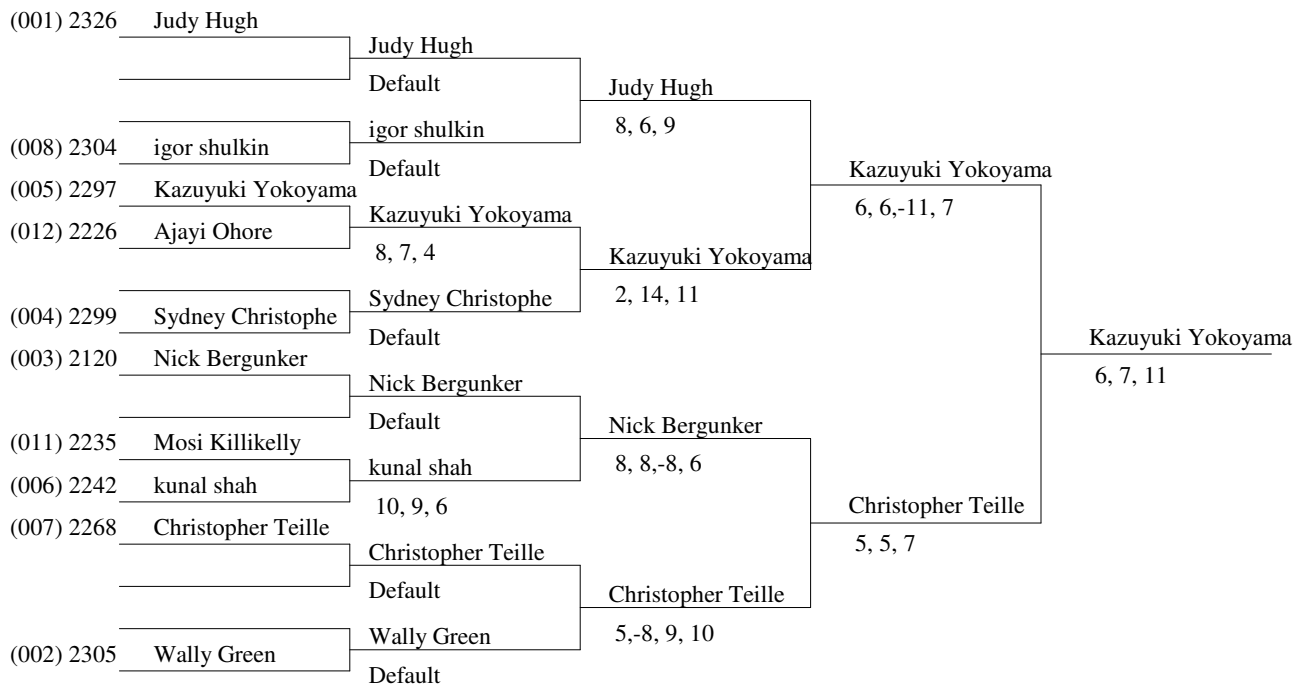 (001) 2326 Judy Hugh
Judy Hugh
Default
Judy Hugh
8, 6, 9
igor shulkin
(008) 2304 igor shulkin
Default
Kazuyuki Yokoyama
6, 6,-11, 7
(005) 2297 Kazuyuki Yokoyama
Kazuyuki Yokoyama
(012) 2226 Ajayi Ohore
8, 7, 4
Kazuyuki Yokoyama
2, 14, 11
Sydney Christophe
(004) 2299 Sydney Christophe
Default
Kazuyuki Yokoyama
6, 7, 11
(003) 2120 Nick Bergunker
Nick Bergunker
Default
Nick Bergunker
8, 8,-8, 6
(011) 2235 Mosi Killikelly
kunal shah
(006) 2242 kunal shah
10, 9, 6
Christopher Teille
5, 5, 7
(007) 2268 Christopher Teille
Christopher Teille
Default
Christopher Teille
5,-8, 9, 10
Wally Green
(002) 2305 Wally Green
Default